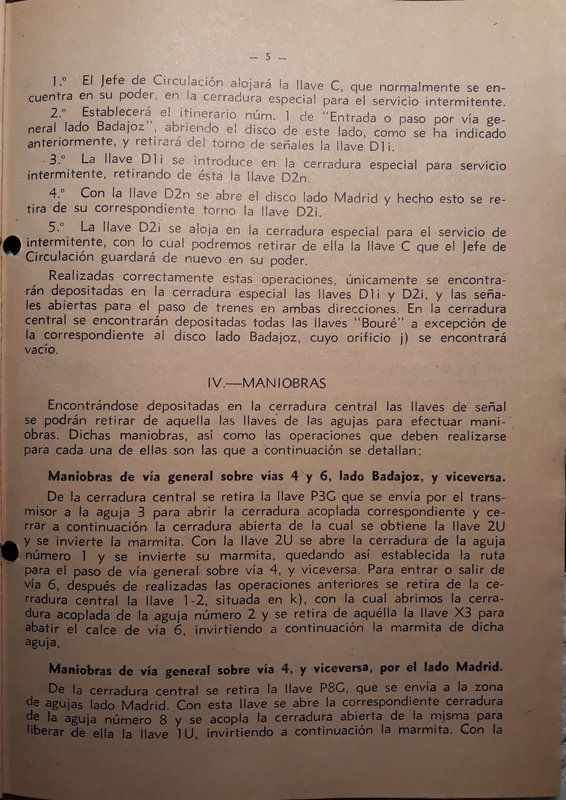 — 5 —
1.º El Jefe de Circulación alojará la llave C, que normalmente se en-
cuentra en su poder, en la cerradura especial para el servicio intermitente.
2.º Establecerá el itinerario núm. 1 de "Entrada o paso por vía ge-
neral lado Badajoz", abriendo el disco de este lado, como se ha indicado
anteriormente, y retirará del torno de señales la llave D1i.
3.º La llave D1i se introduce en la cerradura especial para servicio
intermitente, retirando de ésta la llave D2n.
4.º Con la llave D2n se abre el disco lado Madrid y hecho esto se re-
tira de su correspondiente torno la llave D2i.
5.º La llave D2i se aloja en la cerradura especial para el servicio de
intermitente, con lo cual podremos retirar de ella la llave C que el Jefe de
Circulación guardará de nuevo en su poder.
Realizadas correctamente estas operaciones, únicamente se encontra-
rán depositadas en la cerradura especial las llaves D1i y D2i, y las seña-
les abiertas para el paso de trenes en ambas direcciones. En la cerradura
central se encontrarán depositadas todas las llaves "Bouré" a excepción de
la correspondiente al disco lado Badajoz, cuyo orificio j) se encontrará
vacío.
IV.—MANIOBRAS
Encontrándose depositadas en la cerradura central las llaves de señal
se podrán retirar de aquella las llaves de las agujas para efectuar mani-
obras. Dichas maniobras, así como las operaciones que deben realizarse
para cada una de ellas son las que a continuación se detallan:
Maniobras de vía general sobre vías 4 y 6, lado Badajoz, y viceversa.
De la cerradura central se retira la llave P3G que se envía por el trans-
misor a la aguja 3 para abrir la cerradura acoplada correspondiente y ce-
rrar a continuación la cerradura abierta de la cual se obtiene la llave 2U
y se invierte la marmita. Con la llave 2U se abre la cerradura de la aguja
número 1 y se invierte su marmita, quedando así establecida la ruta
para el paso de vía general sobre vía 4, y viceversa. Para entrar o salir de
vía 6, después de realizadas las operaciones anteriores se retira de la ce-
rradura central la llave 1-2, situada en k), con la cual abrimos la cerra-
dura acoplada de la aguja número 2 y se retira de aquélla la llave X3 para
abatir el calce de vía 6, invirtiendo a continuación la marmita de dicha
aguja.
Maniobras de vía general sobre vía 4, y viceversa, por el lado Madrid.
De la cerradura central se retira la llave P8G, que se envía a la zona
de agujas lado Madrid. Con esta llave se abre la correspondiente cerradura
de la aguja número 8 y se acopla la cerradura abierta de la misma para
liberar de ella la llave 1U, invirtiendo a continuación la marmita. Con la